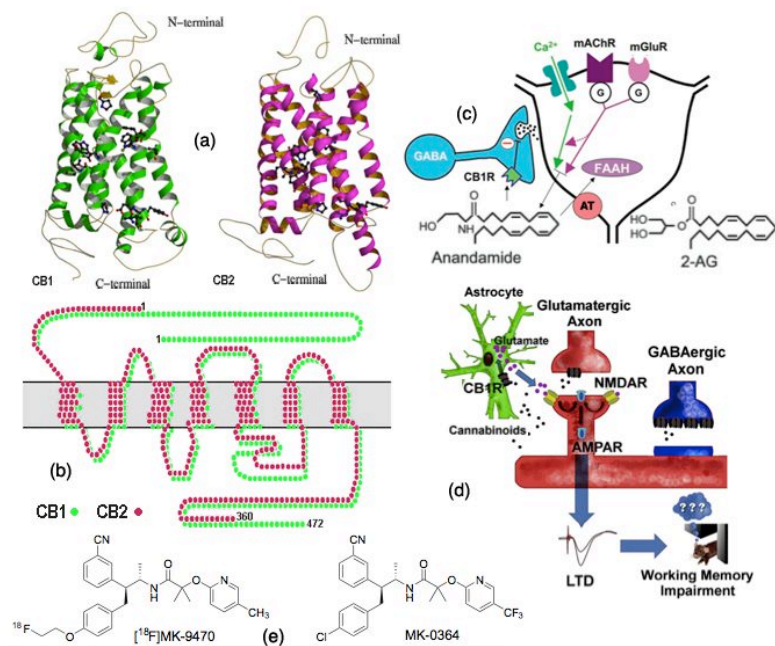 N-terminal
(a)
CB1
C-terminal
N-terminal
CB2
C-terminal
Ca²⁺
mAChR
mGluR
G
G
(c)
GABA
−
CB1R
FAAH
AT
O
HO
NH
Anandamide
HO
HO
O
O
2-AG
1
1
(b)
CB1
CB2
360
472
Astrocyte
Glutamate
CB1R
Cannabinoids
Glutamatergic
Axon
NMDAR
AMPAR
GABAergic
Axon
(d)
LTD
???
Working Memory
Impairment
CN
O
N
H
O
N
CH₃
¹⁸F
O
[¹⁸F]MK-9470
(e)
CN
O
N
H
O
N
CF₃
Cl
MK-0364